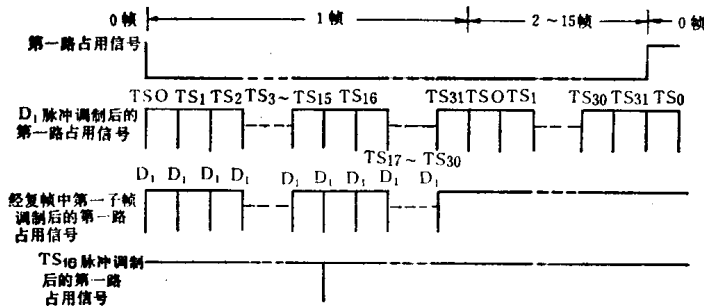 0帧 1帧 2～15帧 0帧
第一路占用信号
TSO TS1 TS2 TS3～ TS15 TS16 TS31 TSO TS1 TS30 TS31 TS0
D1脉冲调制后的
第一路占用信号
TS17～TS30
D1 D1 D1 D1 D1 D1 D1 D1 D1
经复帧中第一子帧
调制后的第一路
占用信号
TS16脉冲调制
后的第一路
占用信号